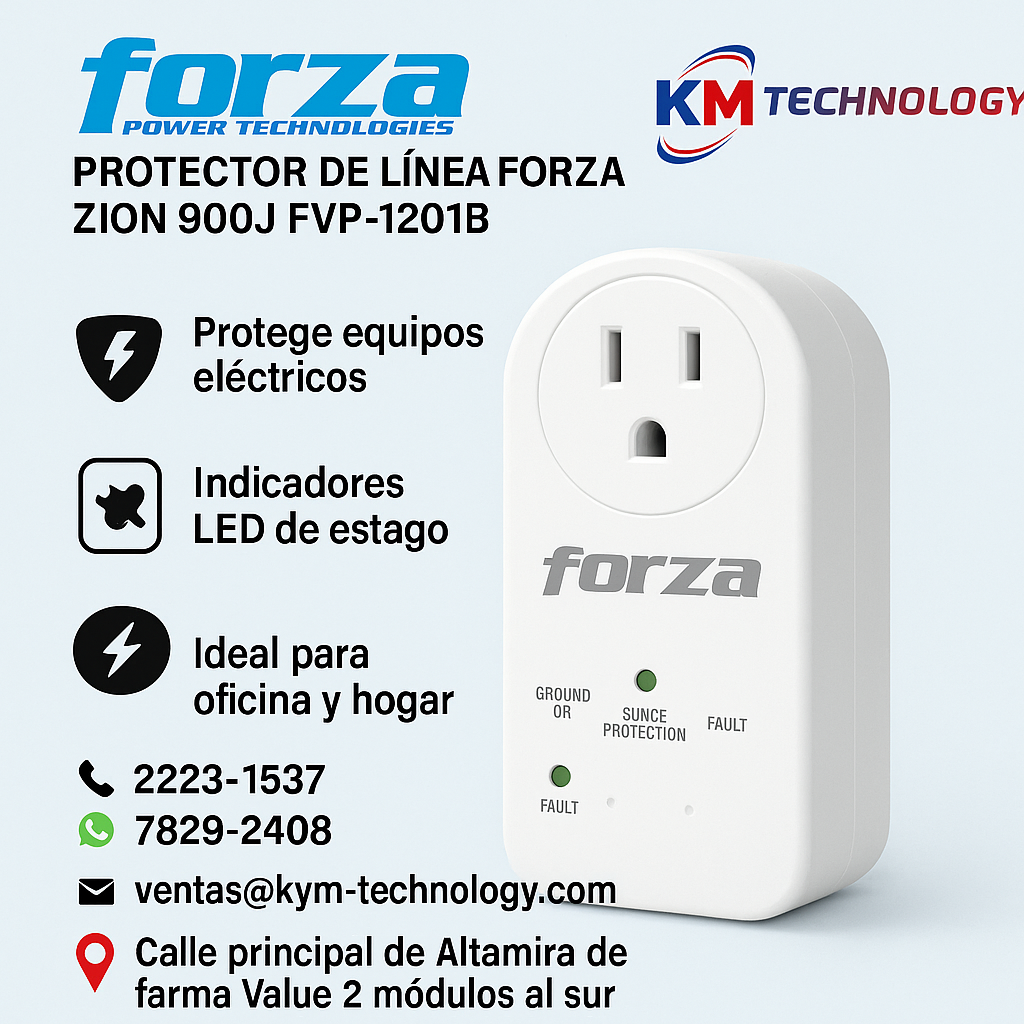 forza
POWER TECHNDLOGIES
KM TECHNOLOGY
PROTECTOR DE LÍNEA FORZA
ZION 900J FVP-1201B
Protege equipos
eléctricos
Indicadores
LED de estago
Ideal para
oficina y hogar
2223-1537
7829-2408
ventas@kym-technology.com
Calle principal de Altamira de
farma Value 2 módulos al sur
forza
GROUND
OR
SUNCE
PROTECTION
FAULT
FAULT